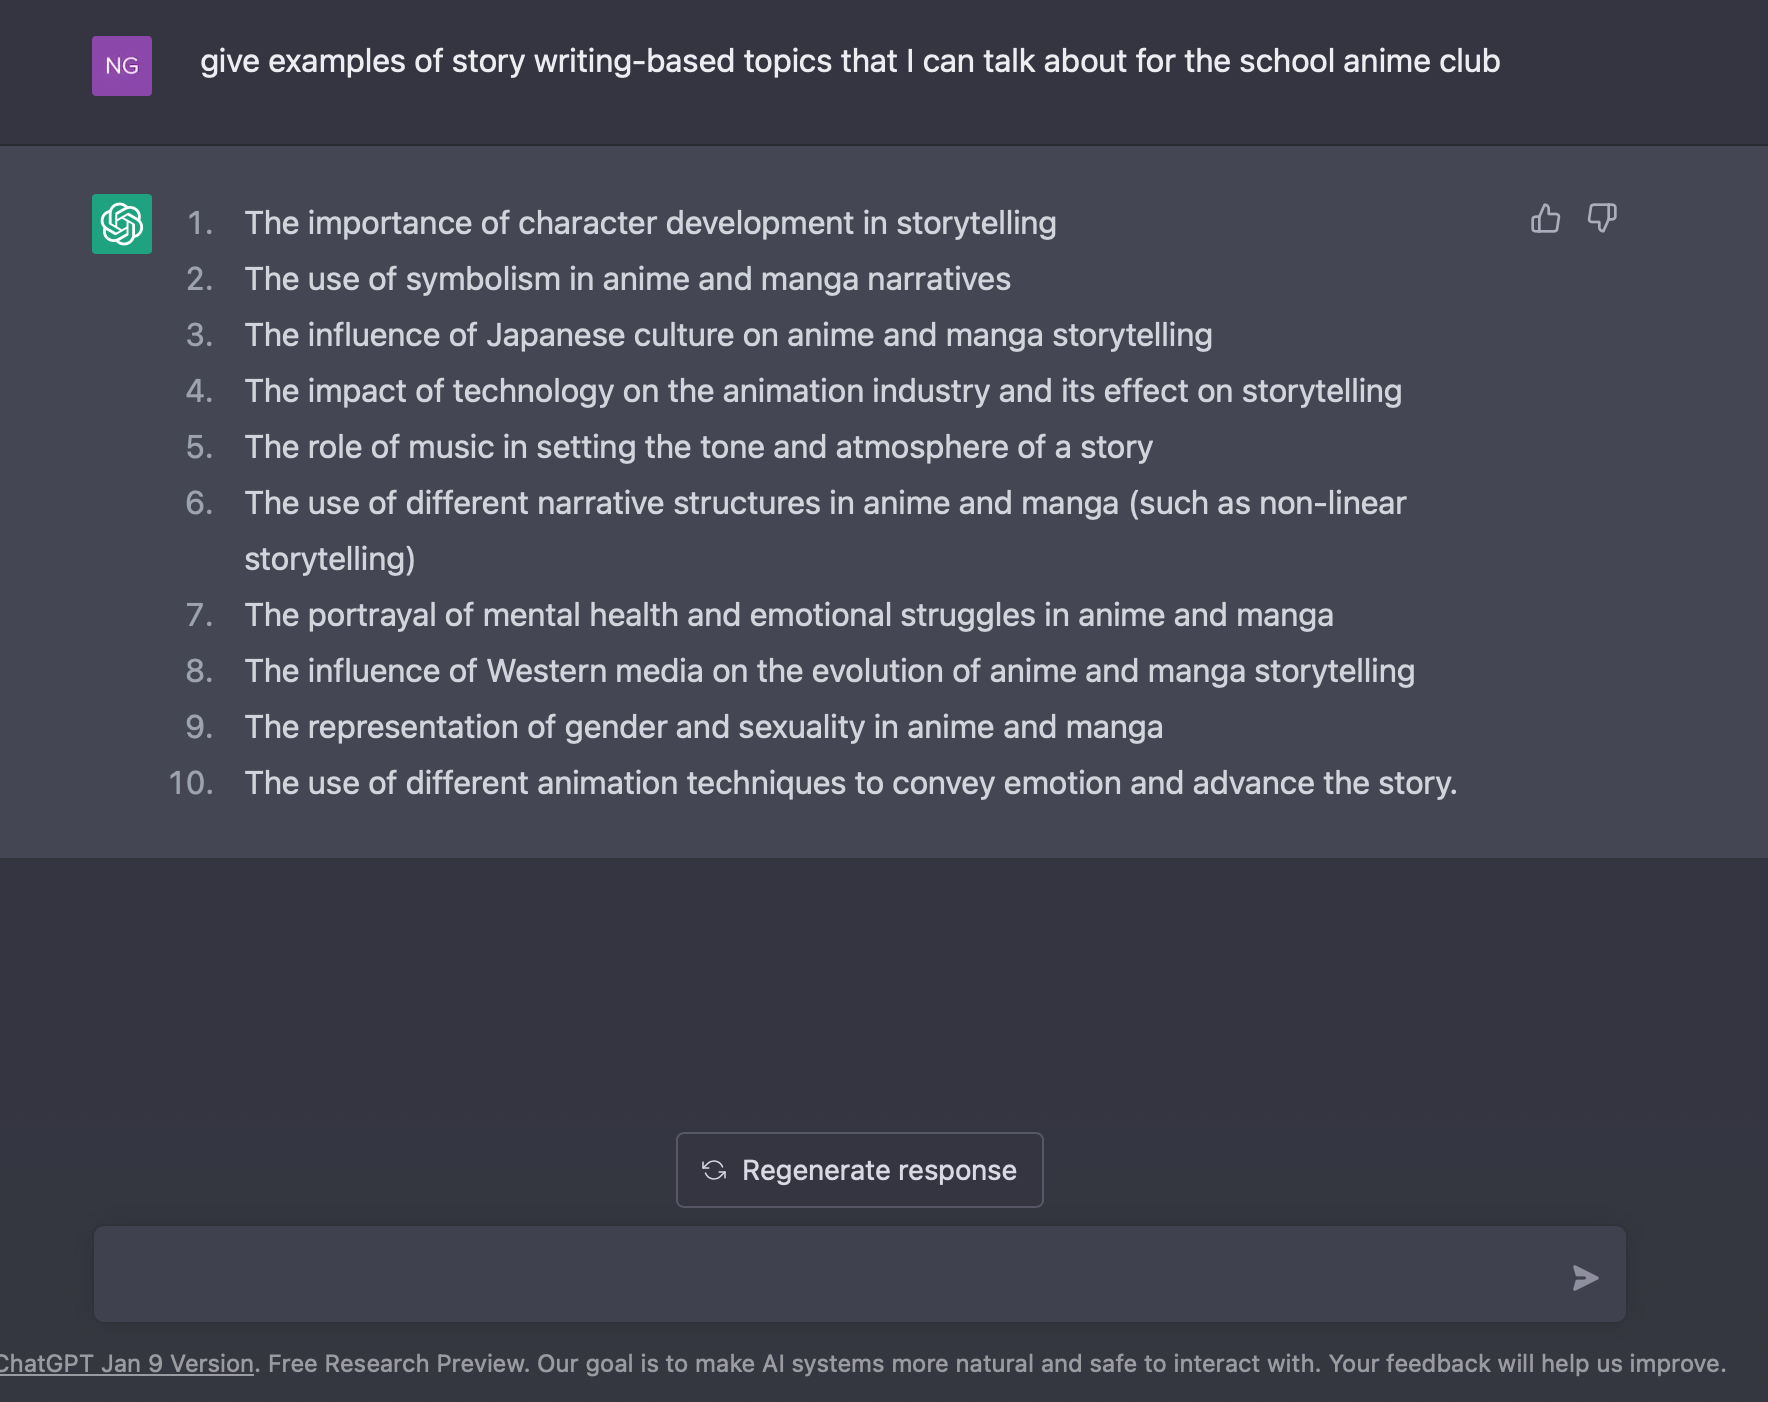 NG
give examples of story writing-based topics that I can talk about for the school anime club
1. The importance of character development in storytelling
2. The use of symbolism in anime and manga narratives
3. The influence of Japanese culture on anime and manga storytelling
4. The impact of technology on the animation industry and its effect on storytelling
5. The role of music in setting the tone and atmosphere of a story
6. The use of different narrative structures in anime and manga (such as non-linear
storytelling)
7. The portrayal of mental health and emotional struggles in anime and manga
8. The influence of Western media on the evolution of anime and manga storytelling
9. The representation of gender and sexuality in anime and manga
10. The use of different animation techniques to convey emotion and advance the story.
Regenerate response
ChatGPT Jan 9 Version. Free Research Preview. Our goal is to make AI systems more natural and safe to interact with. Your feedback will help us improve.